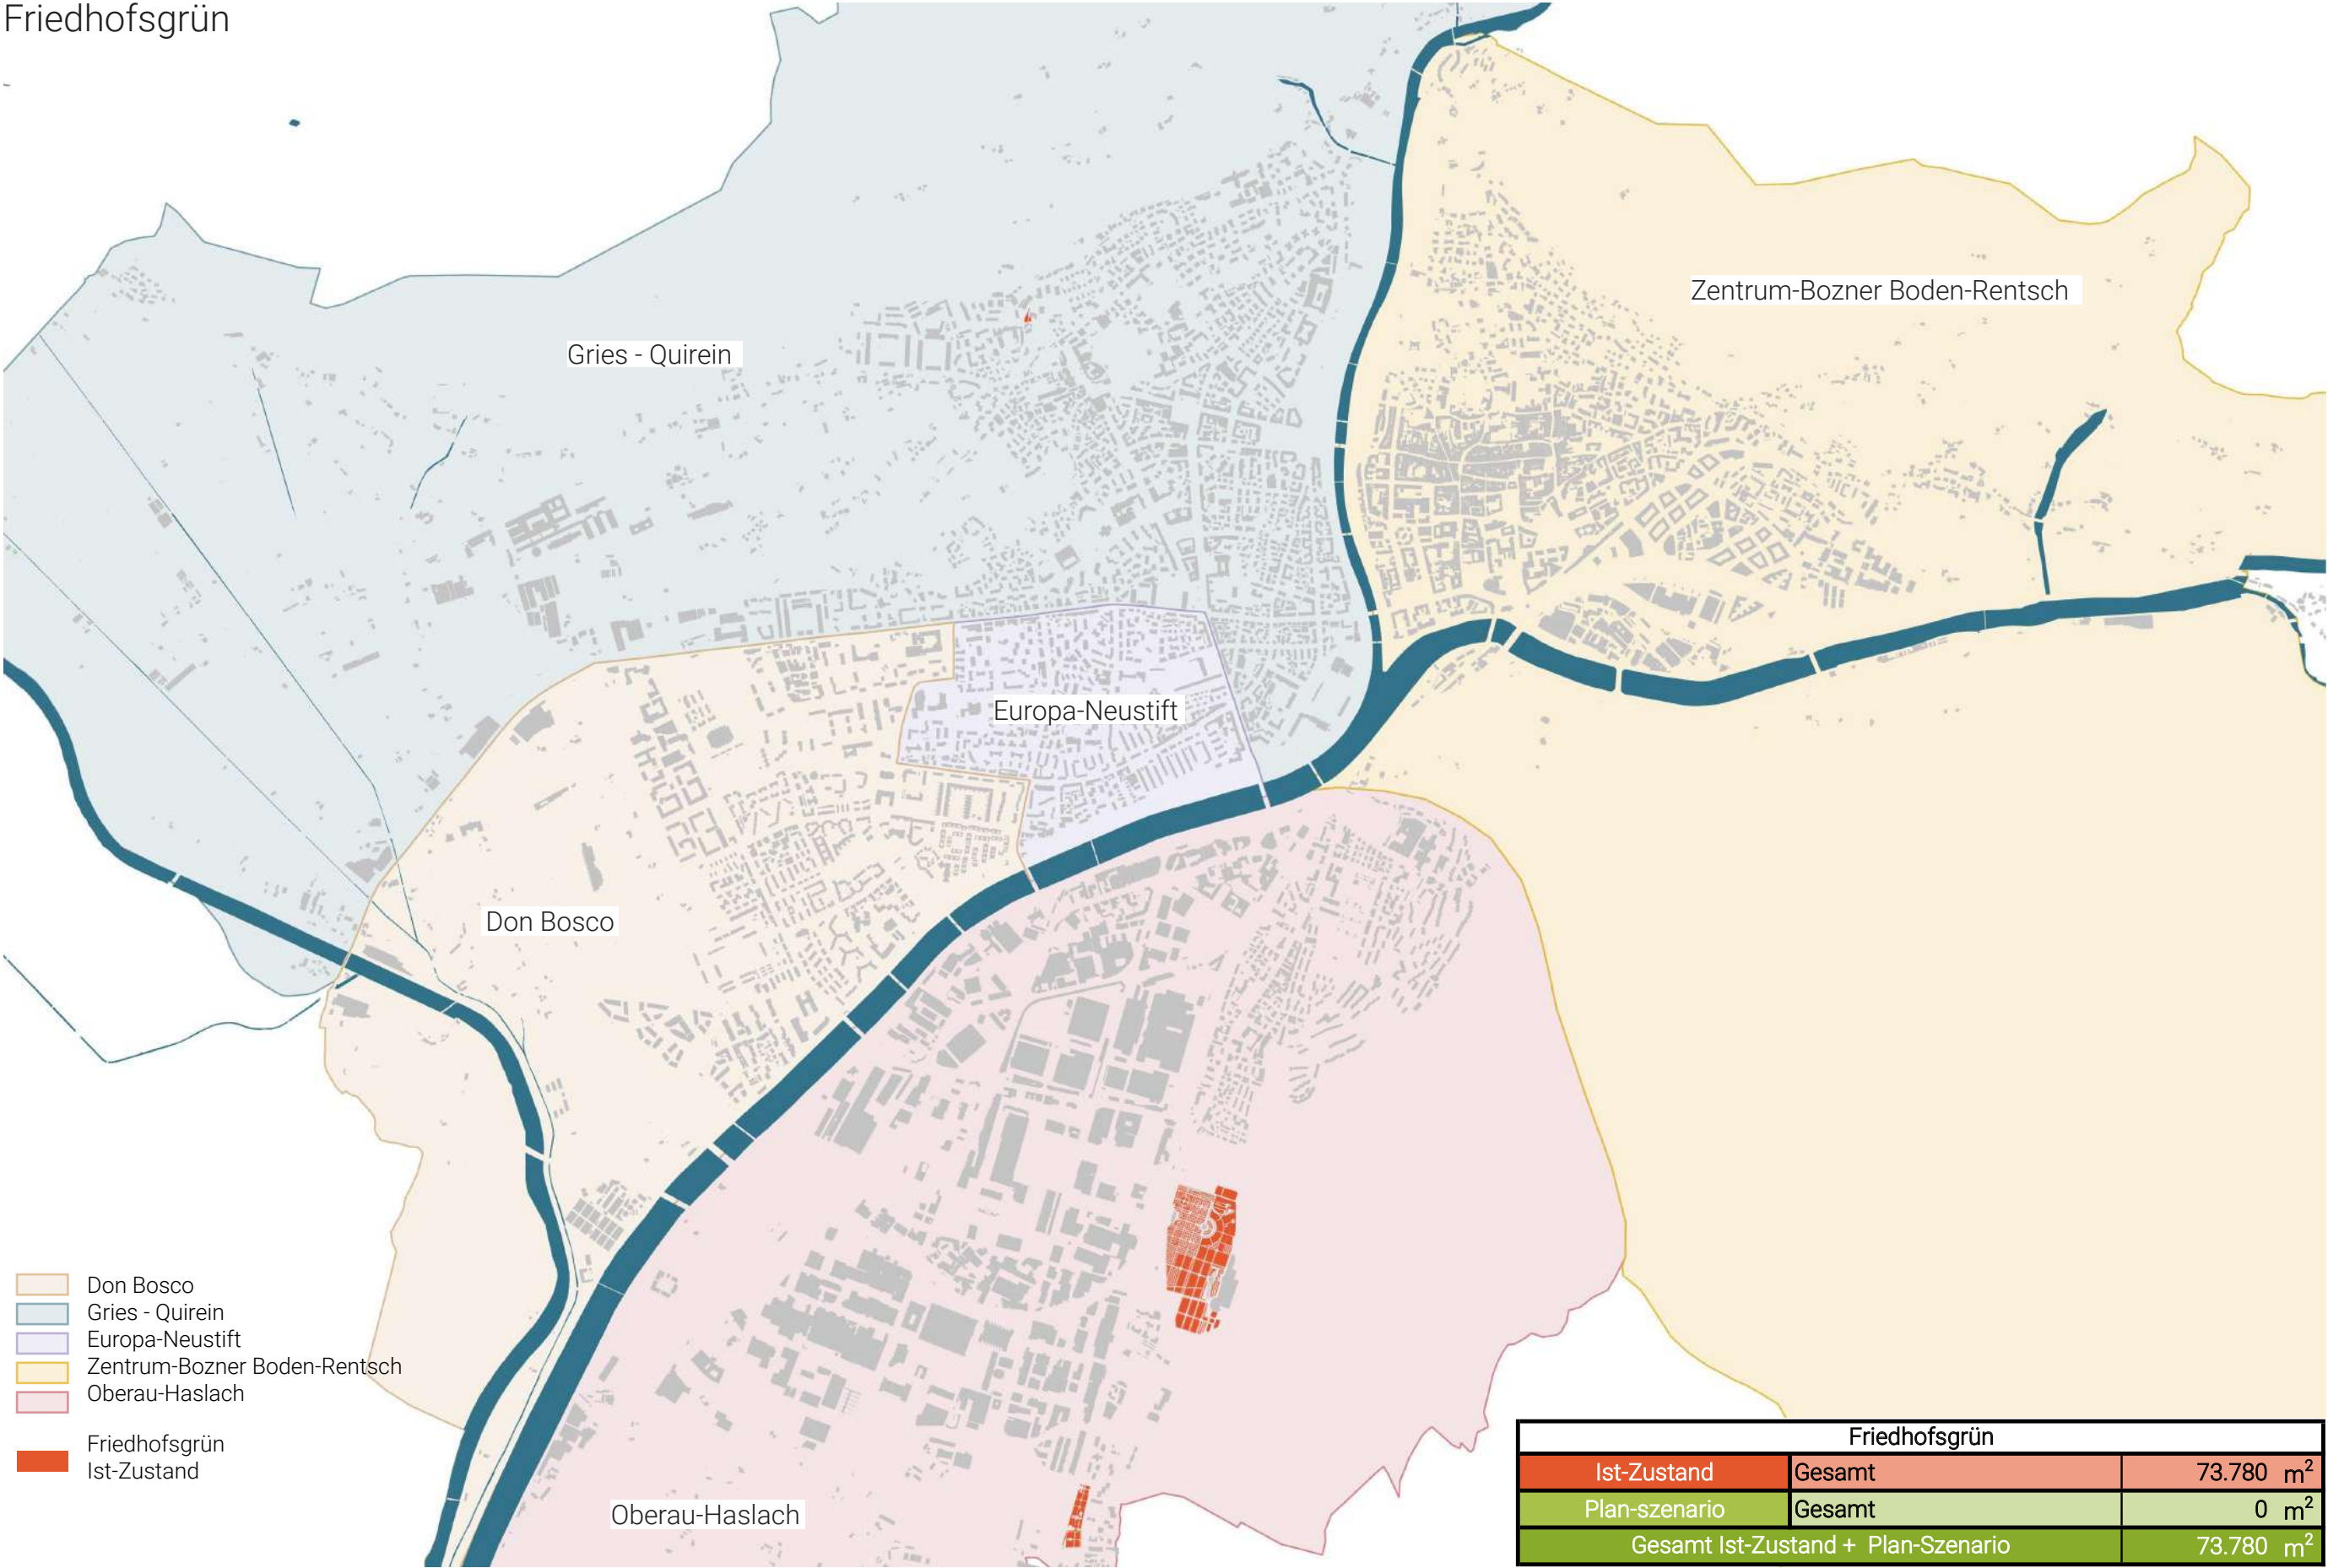 Friedhofsgrün
Zentrum-Bozner Boden-Rentsch
Gries - Quirein
Europa-Neustift
Don Bosco
Oberau-Haslach
Don Bosco
Gries - Quirein
Europa-Neustift
Zentrum-Bozner Boden-Rentsch
Oberau-Haslach
Friedhofsgrün
Ist-Zustand
Friedhofsgrün
Ist-Zustand Gesamt 73.780 m²
Plan-szenario Gesamt 0 m²
Gesamt Ist-Zustand + Plan-Szenario 73.780 m²